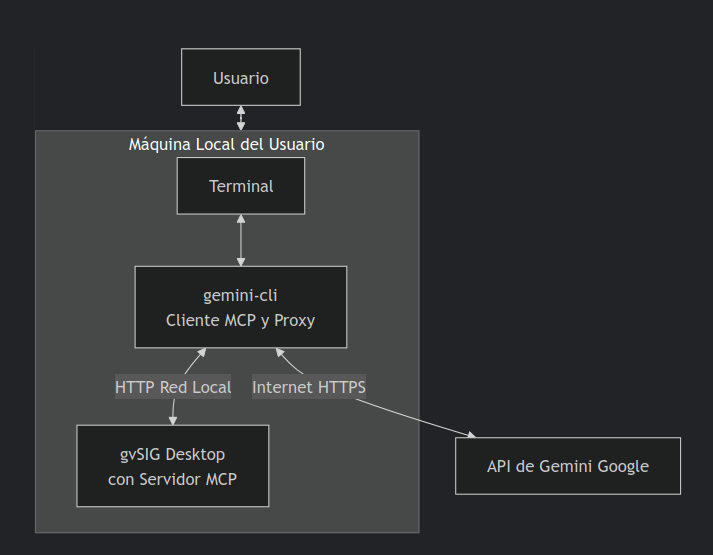 Usuario
Máquina Local del Usuario
Terminal
gemini-cli
Cliente MCP y Proxy
HTTP Red Local
Internet HTTPS
gvSIG Desktop
con Servidor MCP
API de Gemini Google